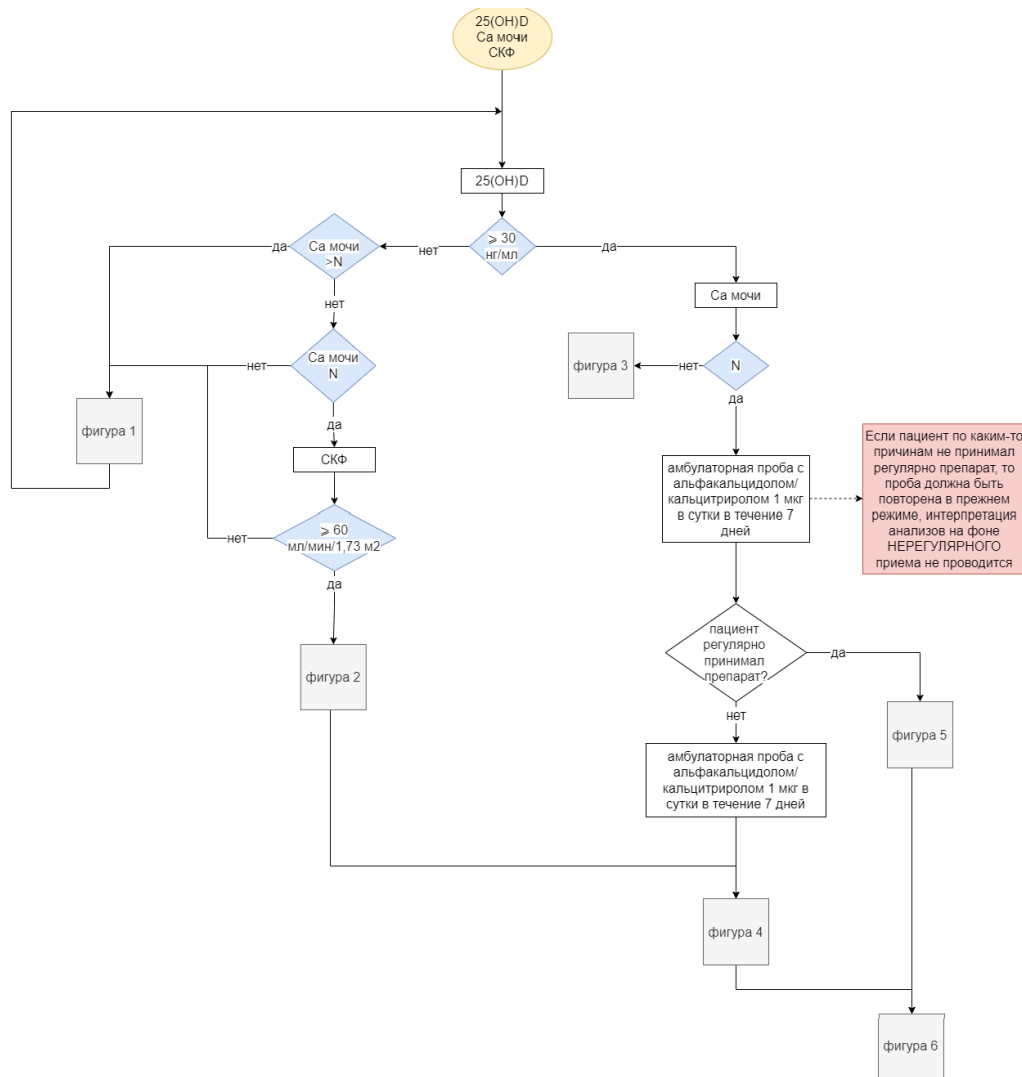 25(OH)D
Ca мочи
СКФ
25(OH)D
⩾ 30
нг/мл
нет
да
Ca мочи
>N
да
нет
Ca мочи
N
нет
да
фигура 1
СКФ
⩾ 60
мл/мин/1,73 м2
нет
да
фигура 2
Ca мочи
N
нет
фигура 3
да
амбулаторная проба с
альфакальцидолом/
кальцитриролом 1 мкг
в сутки в течение 7
дней
Если пациент по каким-то
причинам не принимал
регулярно препарат, то
проба должна быть
повторена в прежнем
режиме, интерпретация
анализов на фоне
НЕРЕГУЛЯРНОГО
приема не проводится
пациент
регулярно
принимал
препарат?
да
нет
фигура 5
амбулаторная проба с
альфакальцидолом/
кальцитриролом 1 мкг в
сутки в течение 7 дней
фигура 4
фигура 6